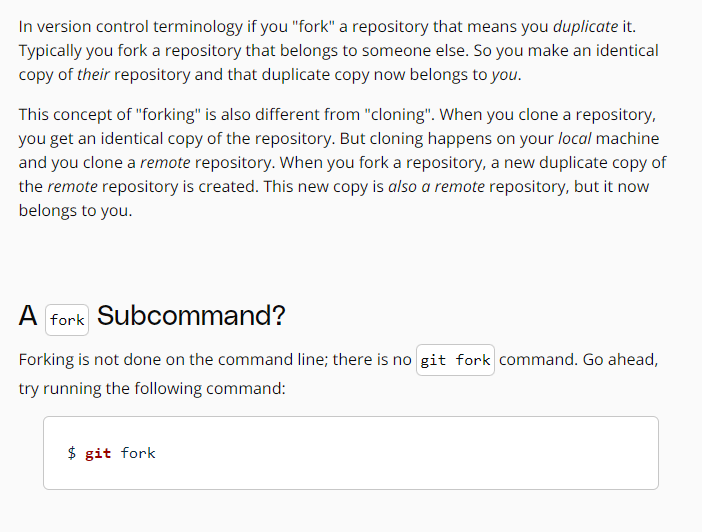 In version control terminology if you "fork" a repository that means you duplicate it.
Typically you fork a repository that belongs to someone else. So you make an identical
copy of their repository and that duplicate copy now belongs to you.
This concept of "forking" is also different from "cloning". When you clone a repository,
you get an identical copy of the repository. But cloning happens on your local machine
and you clone a remote repository. When you fork a repository, a new duplicate copy of
the remote repository is created. This new copy is also a remote repository, but it now
belongs to you.
A fork Subcommand?
Forking is not done on the command line; there is no git fork command. Go ahead,
try running the following command:
$ git fork